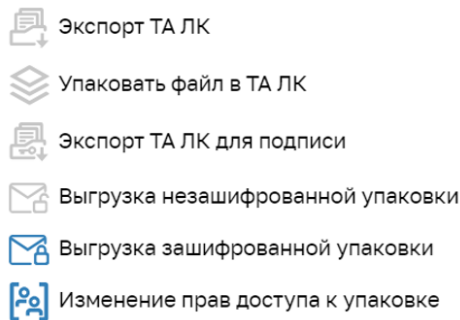 Экспорт ТА ЛК
Упаковать файл в ТА ЛК
Экспорт ТА ЛК для подписи
Выгрузка незашифрованной упаковки
Выгрузка зашифрованной упаковки
Изменение прав доступа к упаковке